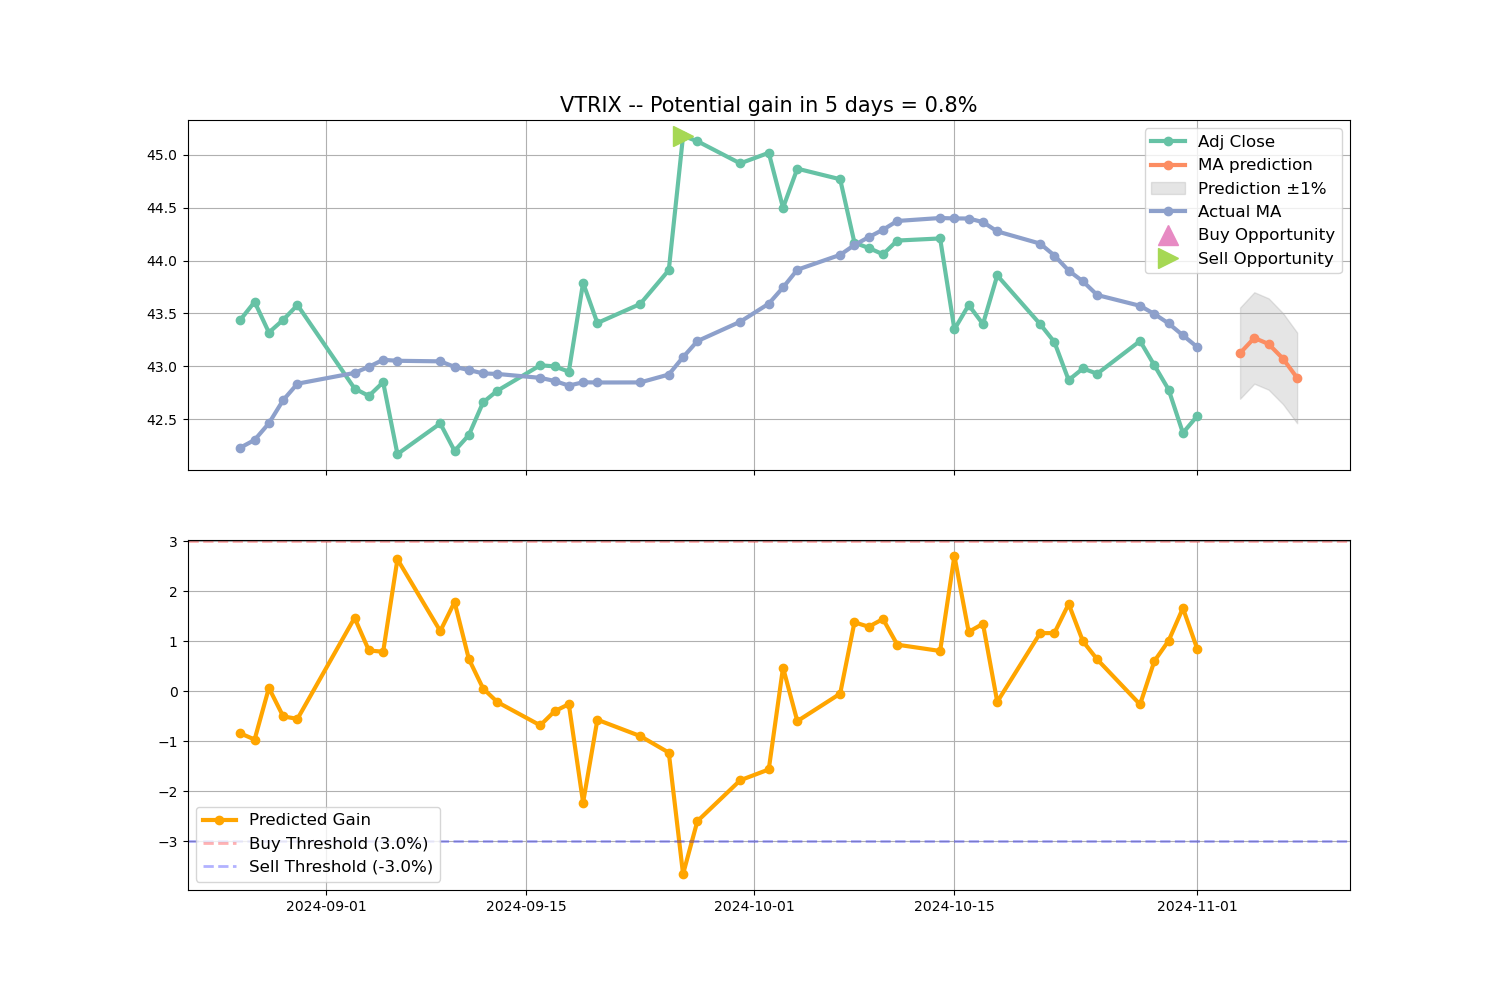 VTRIX -- Potential gain in 5 days = 0.8%
45.0
44.5
44.0
43.5
43.0
42.5
Adj Close
MA prediction
Prediction ±1%
Actual MA
Buy Opportunity
Sell Opportunity
3
2
1
0
−1
−2
−3
Predicted Gain
Buy Threshold (3.0%)
Sell Threshold (-3.0%)
2024-09-01
2024-09-15
2024-10-01
2024-10-15
2024-11-01